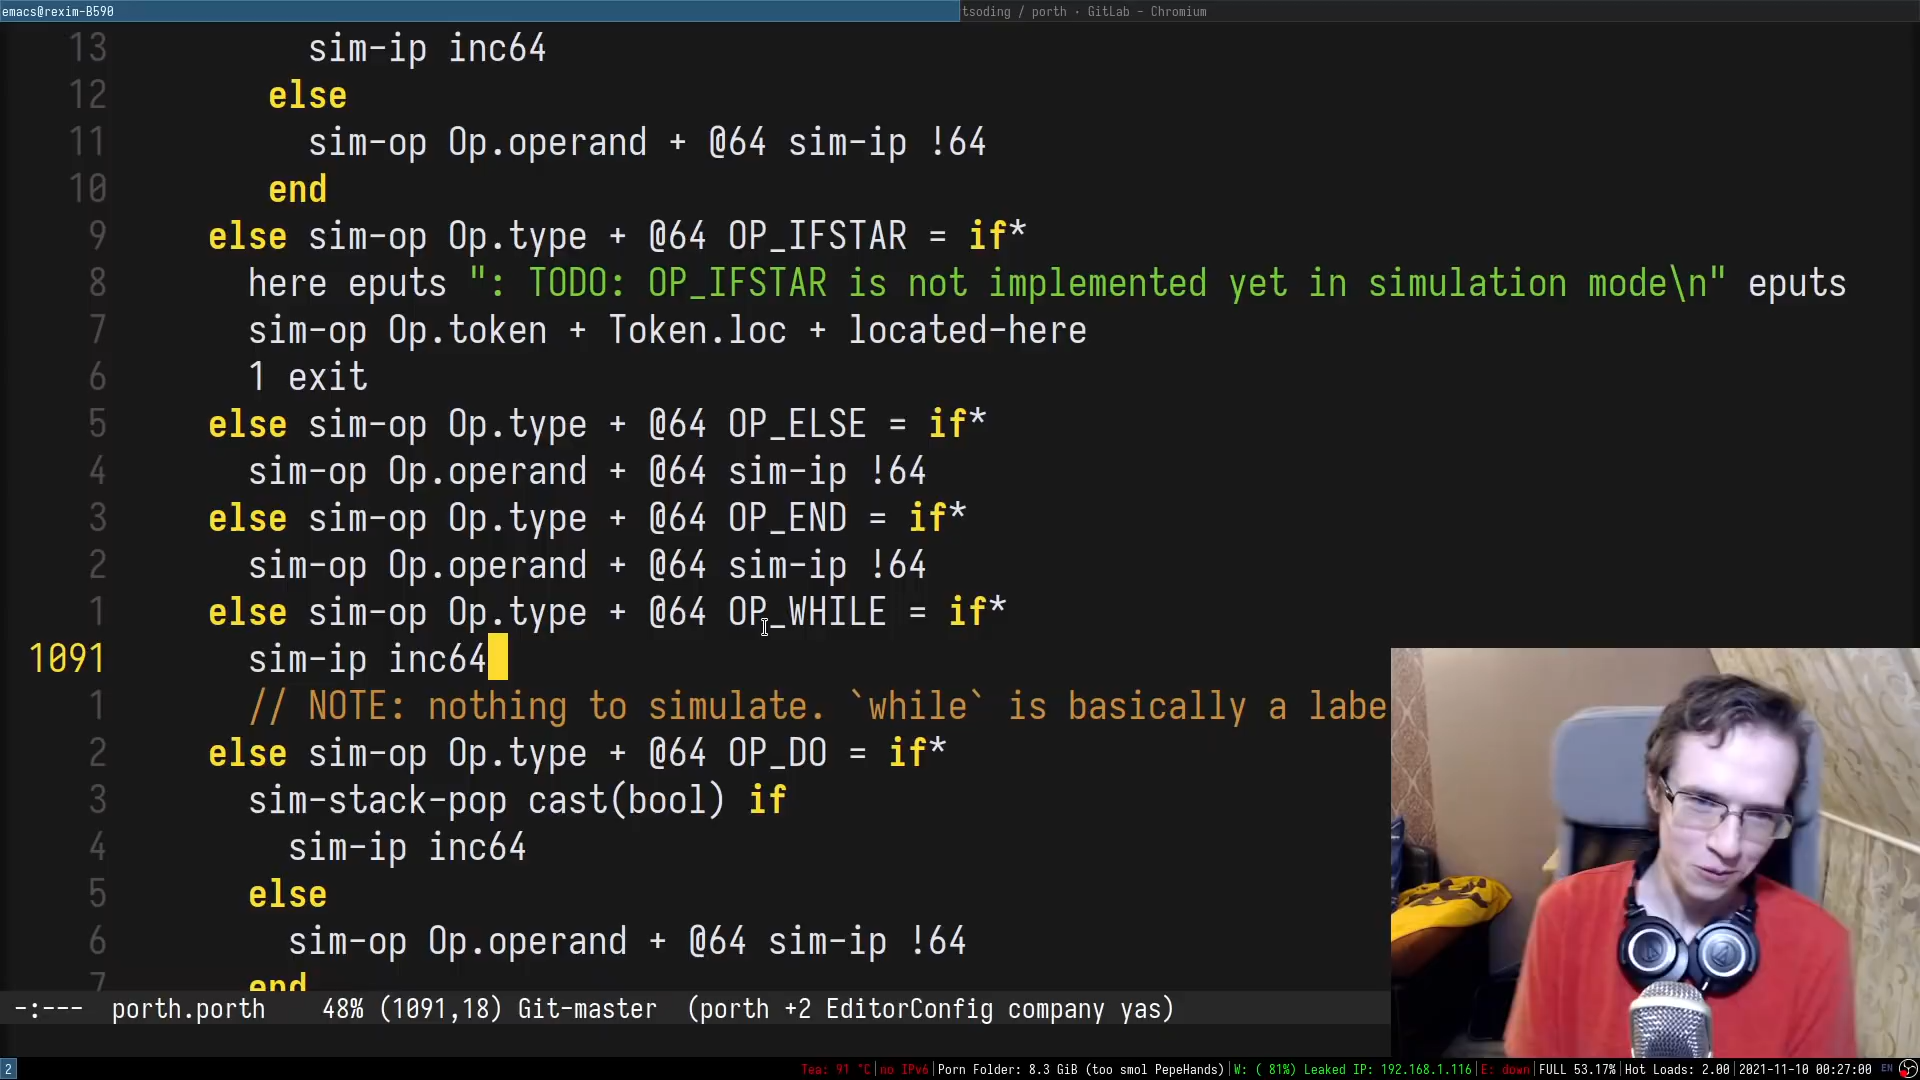 emacs@rexim-B590
tsoding / porth · GitLab - Chromium
13 sim-ip inc64
12 else
11 sim-op Op.operand + @64 sim-ip !64
10 end
9 else sim-op Op.type + @64 OP_IFSTAR = if*
8 here eputs ": TODO: OP_IFSTAR is not implemented yet in simulation mode\n" eputs
7 sim-op Op.token + Token.loc + located-here
6 1 exit
5 else sim-op Op.type + @64 OP_ELSE = if*
4 sim-op Op.operand + @64 sim-ip !64
3 else sim-op Op.type + @64 OP_END = if*
2 sim-op Op.operand + @64 sim-ip !64
1 else sim-op Op.type + @64 OP_WHILE = if*
1091 sim-ip inc64
1 // NOTE: nothing to simulate. `while` is basically a labe
2 else sim-op Op.type + @64 OP_DO = if*
3 sim-stack-pop cast(bool) if
4 sim-ip inc64
5 else
6 sim-op Op.operand + @64 sim-ip !64
7 end
-:--- porth.porth 48% (1091,18) Git-master (porth +2 EditorConfig company yas)
2 Tea: 91 °C|no IPv6|Porn Folder: 8.3 GiB (too smol PepeHands)|W: ( 81%) Leaked IP: 192.168.1.116|E: down|FULL 53.17%|Hot Loads: 2.00|2021-11-10 00:27:00 EN